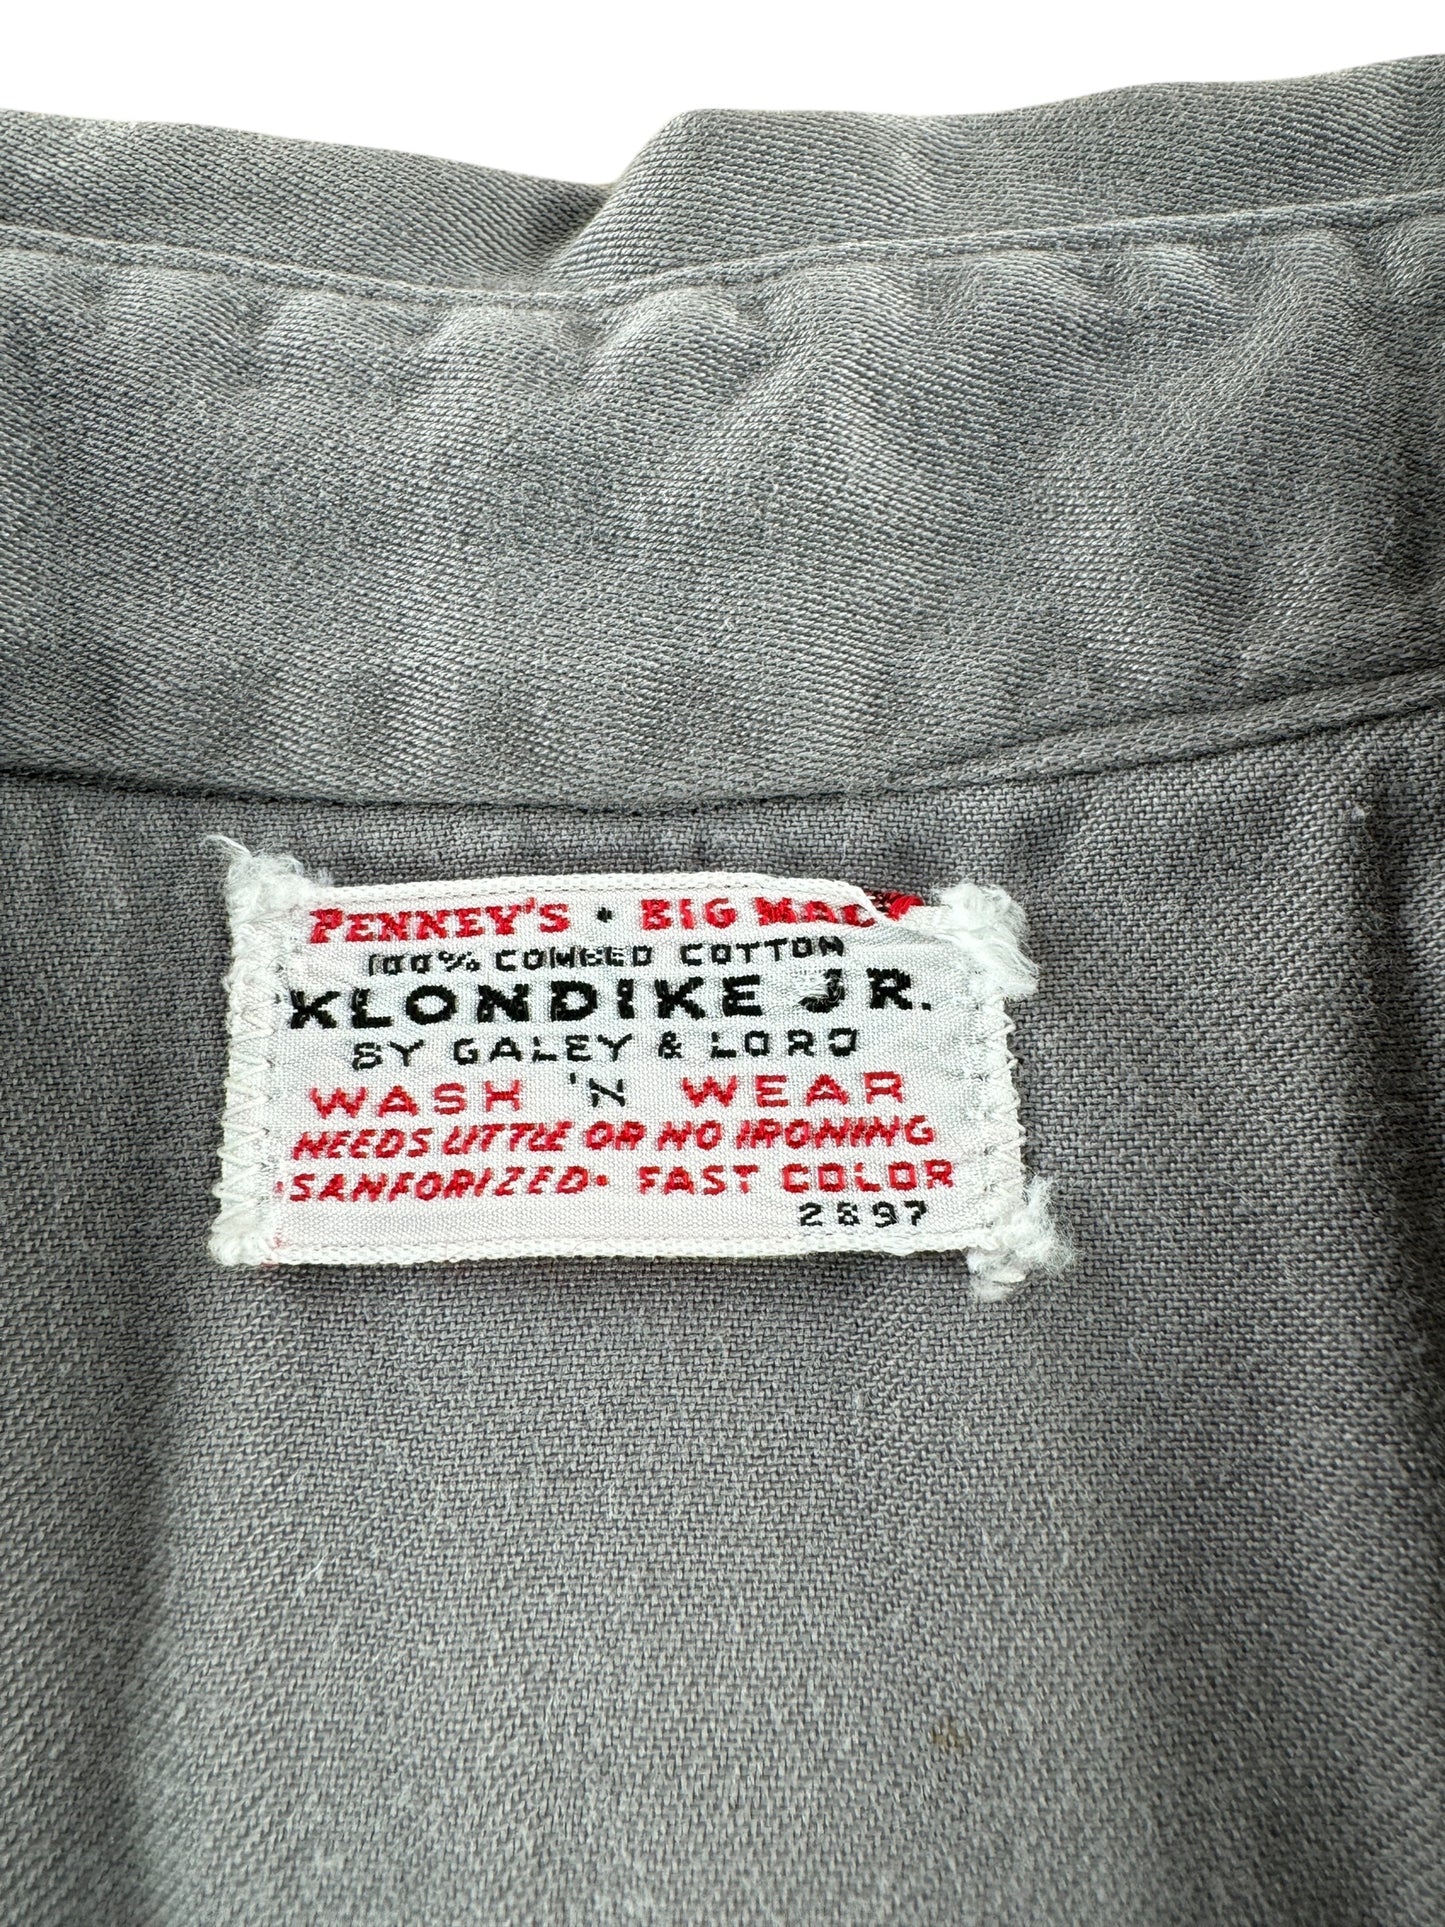 PENNEY'S • BIG MAC
100% COMBED COTTON
KLONDIKE JR.
BY GALEY & LORD
WASH 'N WEAR
NEEDS LITTLE OR NO IRONING
•SANFORIZED• FAST COLOR
2897